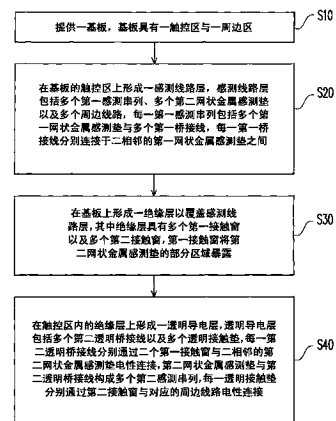 提供一基板，基板具有一触控区与一周边区
S10
在基板的触控区上形成一感测线路层，感测线路层
包括多个第一感测串列、多个第二网状金属感测垫
以及多个周边线路，每一第一感测串列包括多个第
一网状金属感测垫与多个第一桥接线，每一第一桥
接线分别连接于二相邻的第一网状金属感测垫之间
S20
在基板上形成一绝缘层以覆盖感测线
路层，其中绝缘层具有多个第一接触窗
以及多个第二接触窗，第一接触窗将第
二网状金属感测垫的部分区域暴露
S30
在触控区内的绝缘层上形成一透明导电层，透明导电层
包括多个第二透明桥接线以及多个透明接触垫，每一第
二透明桥接线分别通过二个第一接触窗与二相邻的第
二网状金属感测垫电性连接，第二网状金属感测垫与第
二透明桥接线构成多个第二感测串列，每一透明接触垫
分别通过第二接触窗与对应的周边线路电性连接
S40